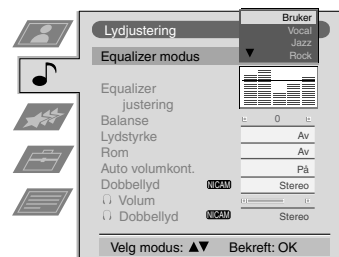 Lydjustering
Bruker
Vocal
Jazz
Rock
Equalizer modus
Equalizer
justering
Balanse 0
Lydstyrke Av
Rom Av
Auto volumkont. På
Dobbellyd NICAM Stereo
Volum
Dobbellyd NICAM Stereo
Velg modus: ▲▼ Bekreft: OK